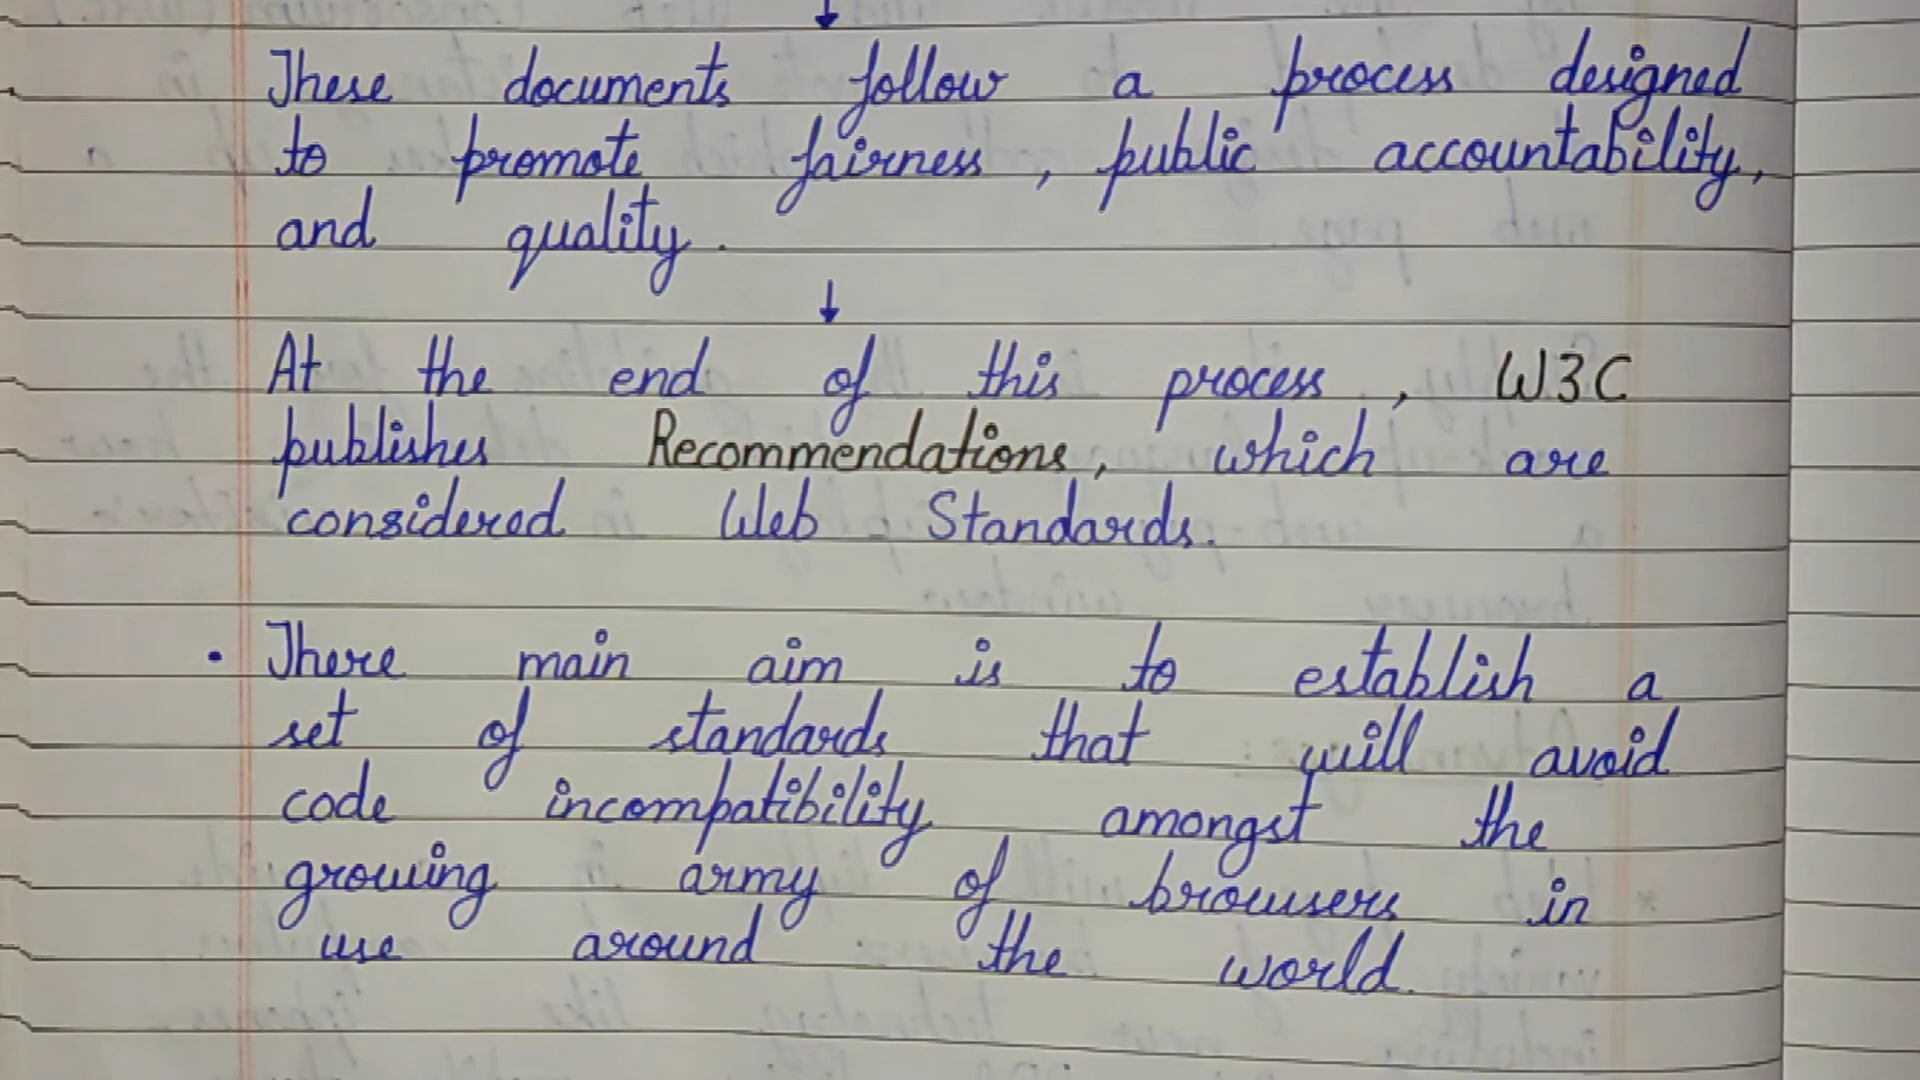 ↓
These documents follow a process designed
to promote fairness, public accountability,
and quality.
↓
At the end of this process, W3C
publishes Recommendations, which are
considered Web Standards.
• There main aim is to establish a
set of standards that will avoid
code incompatibility amongst the
growing army of browsers in
use around the world.